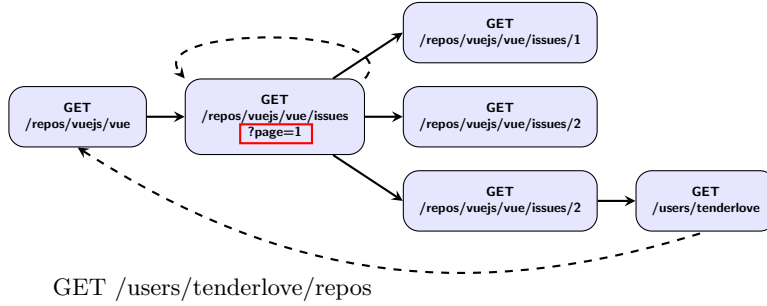 GET
/repos/vuejs/vue/issues/1
GET
/repos/vuejs/vue
GET
/repos/vuejs/vue/issues
?page=1
GET
/repos/vuejs/vue/issues/2
GET
/repos/vuejs/vue/issues/2
GET
/users/tenderlove
GET /users/tenderlove/repos